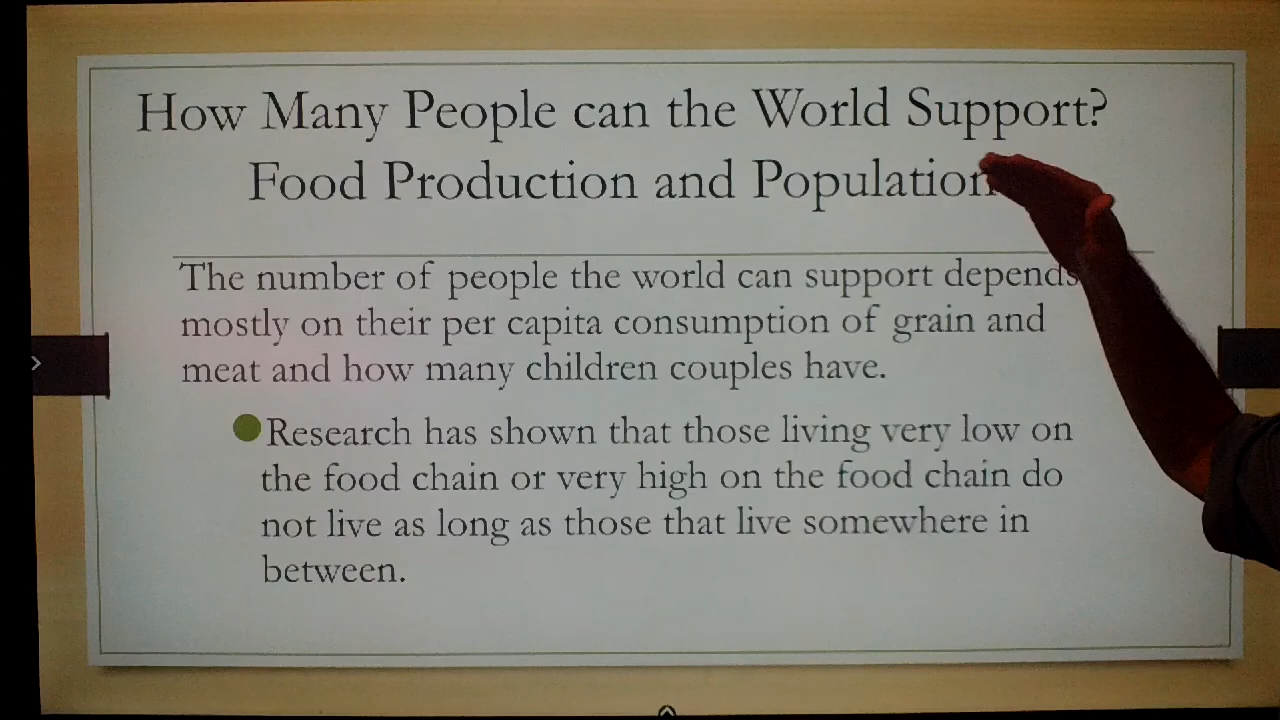 How Many People can the World Support?
Food Production and Population
The number of people the world can support depends
mostly on their per capita consumption of grain and
meat and how many children couples have.
Research has shown that those living very low on
the food chain or very high on the food chain do
not live as long as those that live somewhere in
between.